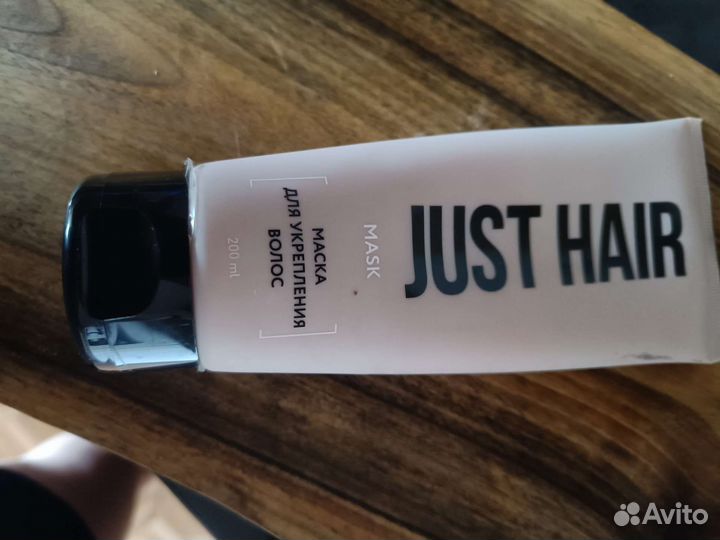 JUST HAIR
MASK
МАСКА
ДЛЯ УКРЕПЛЕНИЯ
ВОЛОС
200 ml
Avito